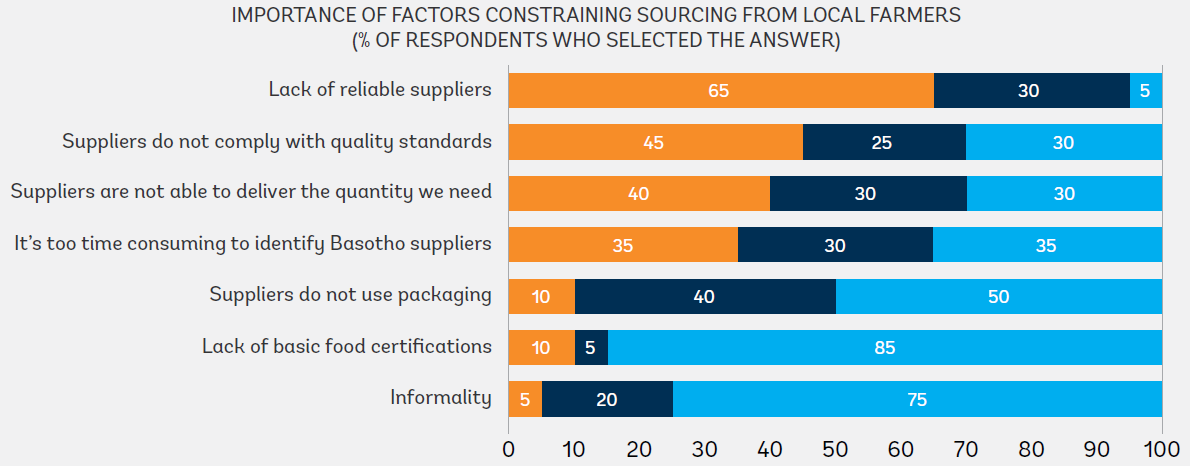 IMPORTANCE OF FACTORS CONSTRAINING SOURCING FROM LOCAL FARMERS
(% OF RESPONDENTS WHO SELECTED THE ANSWER)
Lack of reliable suppliers 65 30 5
Suppliers do not comply with quality standards 45 25 30
Suppliers are not able to deliver the quantity we need 40 30 30
It's too time consuming to identify Basotho suppliers 35 30 35
Suppliers do not use packaging 10 40 50
Lack of basic food certifications 10 5 85
Informality 5 20 75
0 10 20 30 40 50 60 70 80 90 100